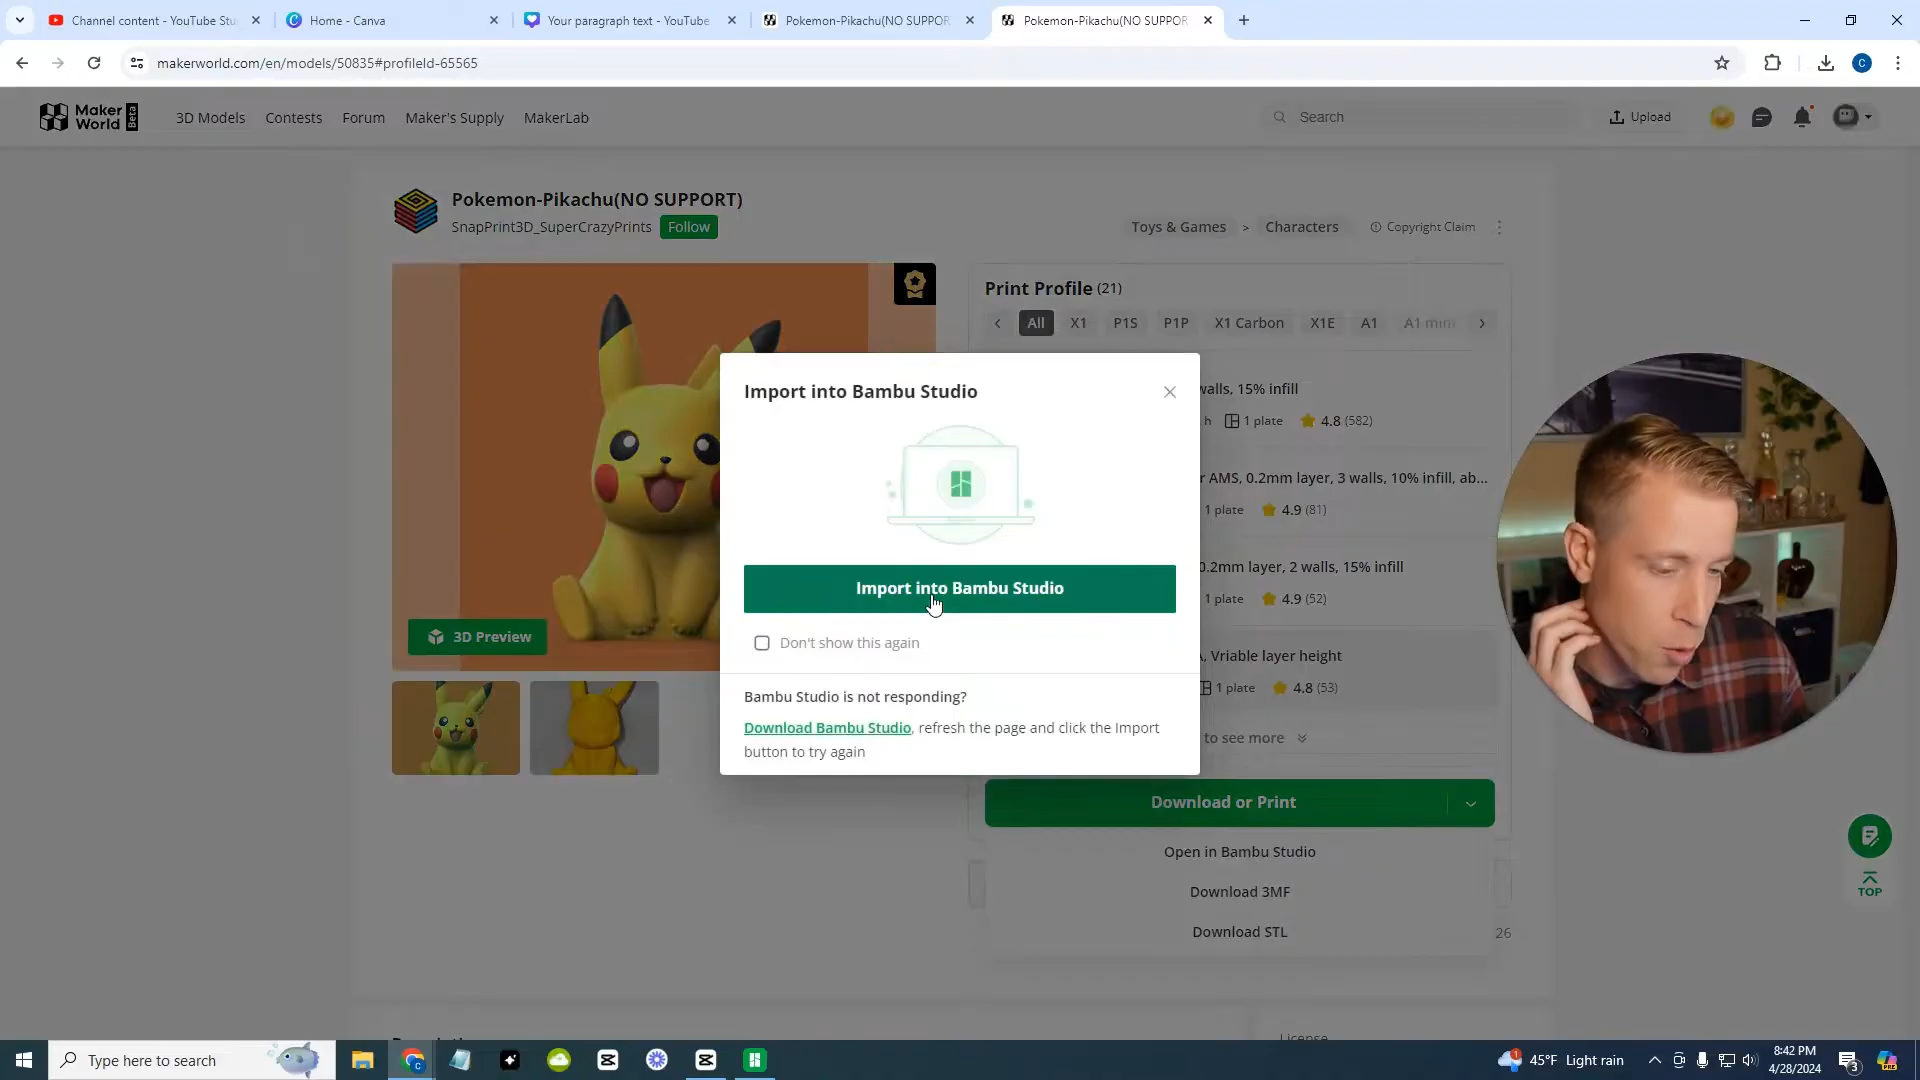 Channel content - YouTube Stu
Home - Canva
Your paragraph text - YouTube
Pokemon-Pikachu(NO SUPPOR
Pokemon-Pikachu(NO SUPPOR
makerworld.com/en/models/50835#profileId-65565
C
Maker World Beta
3D Models
Contests
Forum
Maker's Supply
MakerLab
Search
Upload
Pokemon-Pikachu(NO SUPPORT)
SnapPrint3D_SuperCrazyPrints
Follow
Toys & Games > Characters
Copyright Claim
Print Profile (21)
All
X1
P1S
P1P
X1 Carbon
X1E
A1
A1 mini
Import into Bambu Studio
walls, 15% infill
h
1 plate
4.8 (582)
r AMS, 0.2mm layer, 3 walls, 10% infill, ab...
1 plate
4.9 (81)
Import into Bambu Studio
0.2mm layer, 2 walls, 15% infill
1 plate
4.9 (52)
3D Preview
Don't show this again
, Vriable layer height
1 plate
4.8 (53)
Bambu Studio is not responding?
Download Bambu Studio, refresh the page and click the Import
button to try again
to see more
Download or Print
Open in Bambu Studio
Download 3MF
Download STL
26
TOP
License
Type here to search
45°F Light rain
8:42 PM
4/28/2024
3